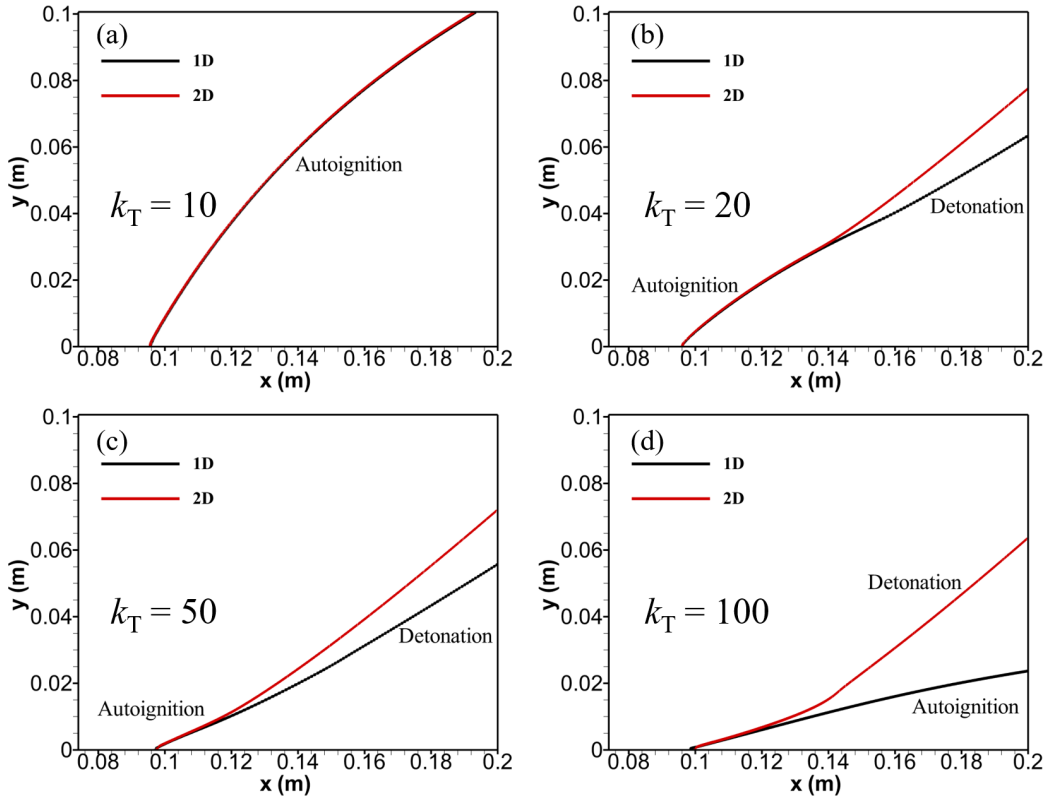 (a)
1D
2D
Autoignition
kT = 10
y (m)
0.1
0.08
0.06
0.04
0.02
0
0.08 0.1 0.12 0.14 0.16 0.18 0.2
x (m)
(b)
1D
2D
kT = 20
Detonation
Autoignition
y (m)
0.1
0.08
0.06
0.04
0.02
0
0.08 0.1 0.12 0.14 0.16 0.18 0.2
x (m)
(c)
1D
2D
kT = 50
Detonation
Autoignition
y (m)
0.1
0.08
0.06
0.04
0.02
0
0.08 0.1 0.12 0.14 0.16 0.18 0.2
x (m)
(d)
1D
2D
Detonation
kT = 100
Autoignition
y (m)
0.1
0.08
0.06
0.04
0.02
0
0.08 0.1 0.12 0.14 0.16 0.18 0.2
x (m)